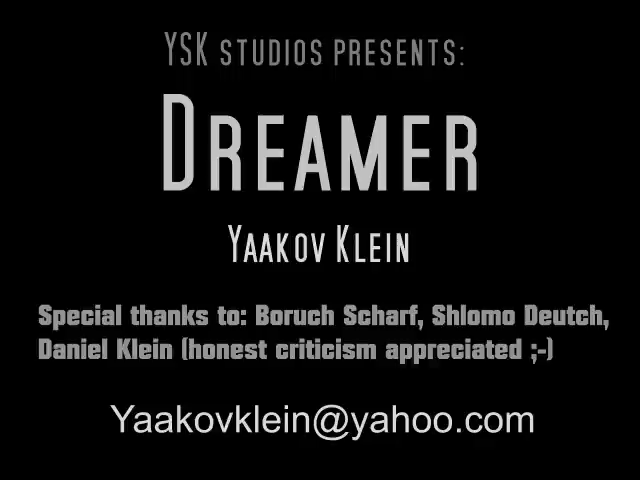 YSK STUDIOS PRESENTS:
DREAMER
YAAKOV KLEIN
Special thanks to: Boruch Scharf, Shlomo Deutch,
Daniel Klein (honest criticism appreciated ;-)
Yaakovklein@yahoo.com